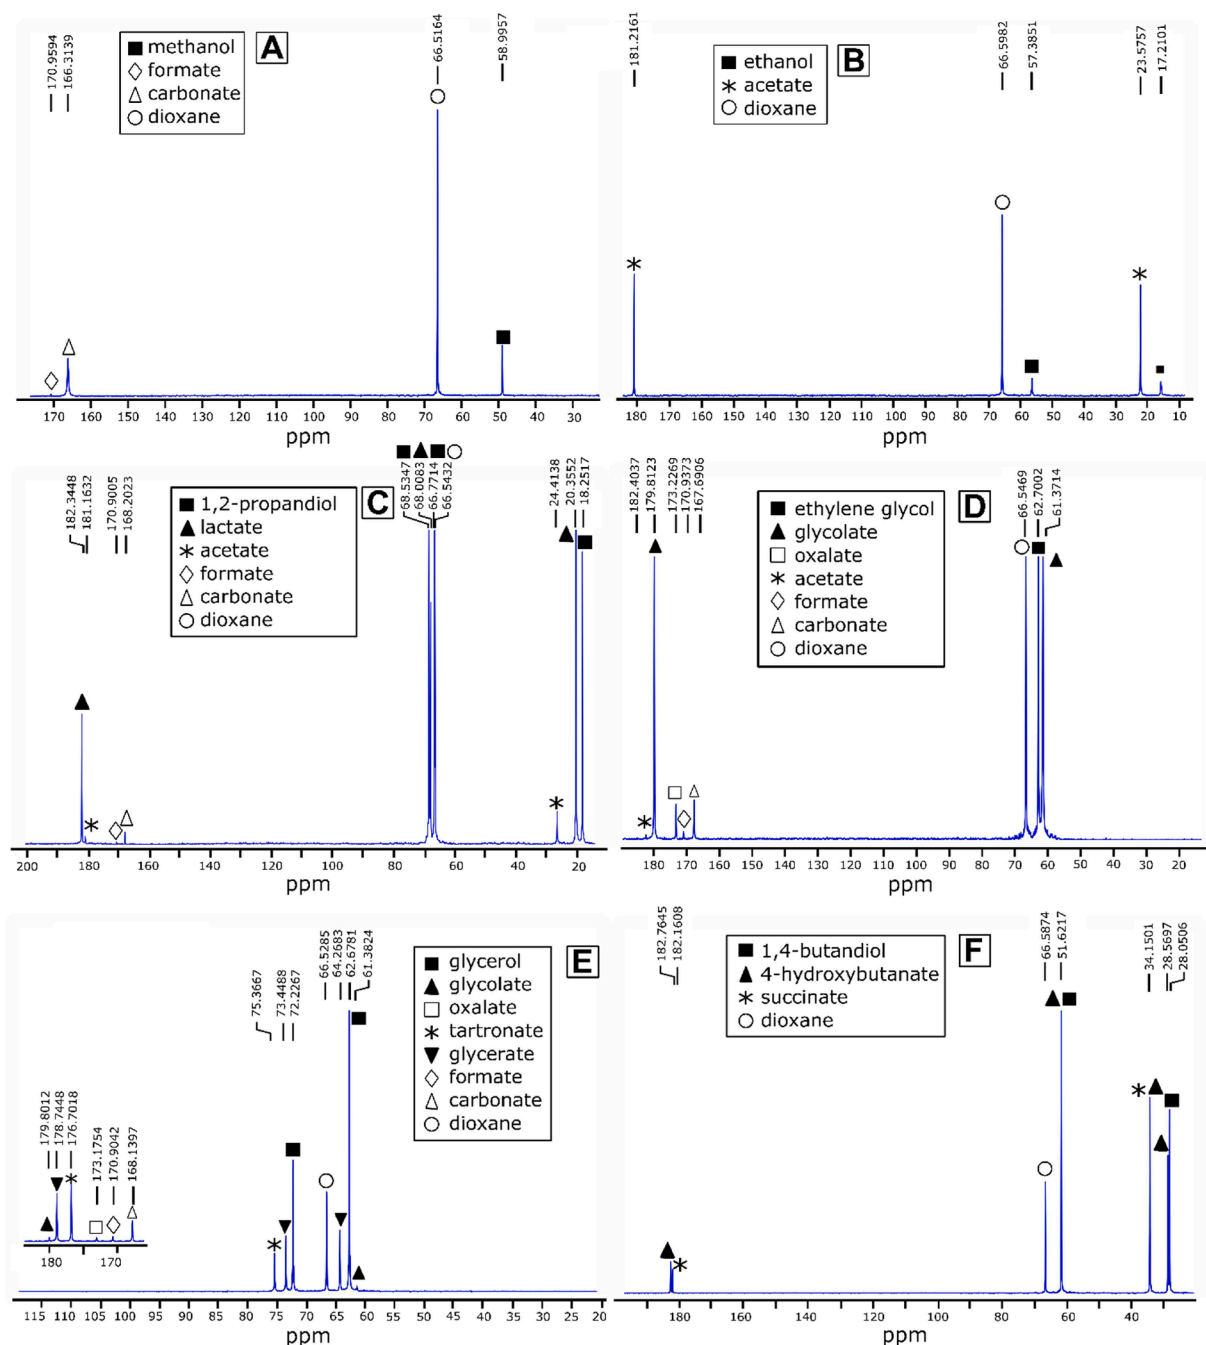 170.9594
166.3139
methanol
formate
carbonate
dioxane
A
66.5164
58.9957
170 160 150 140 130 120 110 100 90 80 70 60 50 40 30
ppm
181.2161
ethanol
acetate
dioxane
B
66.5982
57.3851
23.5757
17.2101
180 170 160 150 140 130 120 110 100 90 80 70 60 50 40 30 20 10
ppm
182.3448
181.1632
170.9005
168.2023
1,2-propandiol
lactate
acetate
formate
carbonate
dioxane
C
68.5347
68.0083
66.7714
66.5432
24.4138
20.3552
18.2517
200 180 160 140 120 100 80 60 40 20
ppm
182.4037
179.8123
173.2269
170.9373
167.6906
ethylene glycol
glycolate
oxalate
acetate
formate
carbonate
dioxane
D
66.5469
62.7002
61.3714
180 170 160 150 140 130 120 110 100 90 80 70 60 50 40 30 20
ppm
179.8012
178.7448
176.7018
173.1754
170.9042
168.1397
180 170
75.3667
73.4488
72.2267
66.5285
64.2683
62.6781
61.3824
glycerol
glycolate
oxalate
tartronate
glycerate
formate
carbonate
dioxane
E
115 110 105 100 95 90 85 80 75 70 65 60 55 50 45 40 35 30 25 20
ppm
182.7645
182.1608
1,4-butandiol
4-hydroxybutanate
succinate
dioxane
F
66.5874
51.6217
34.1501
28.5697
28.0506
180 160 140 120 100 80 60 40
ppm